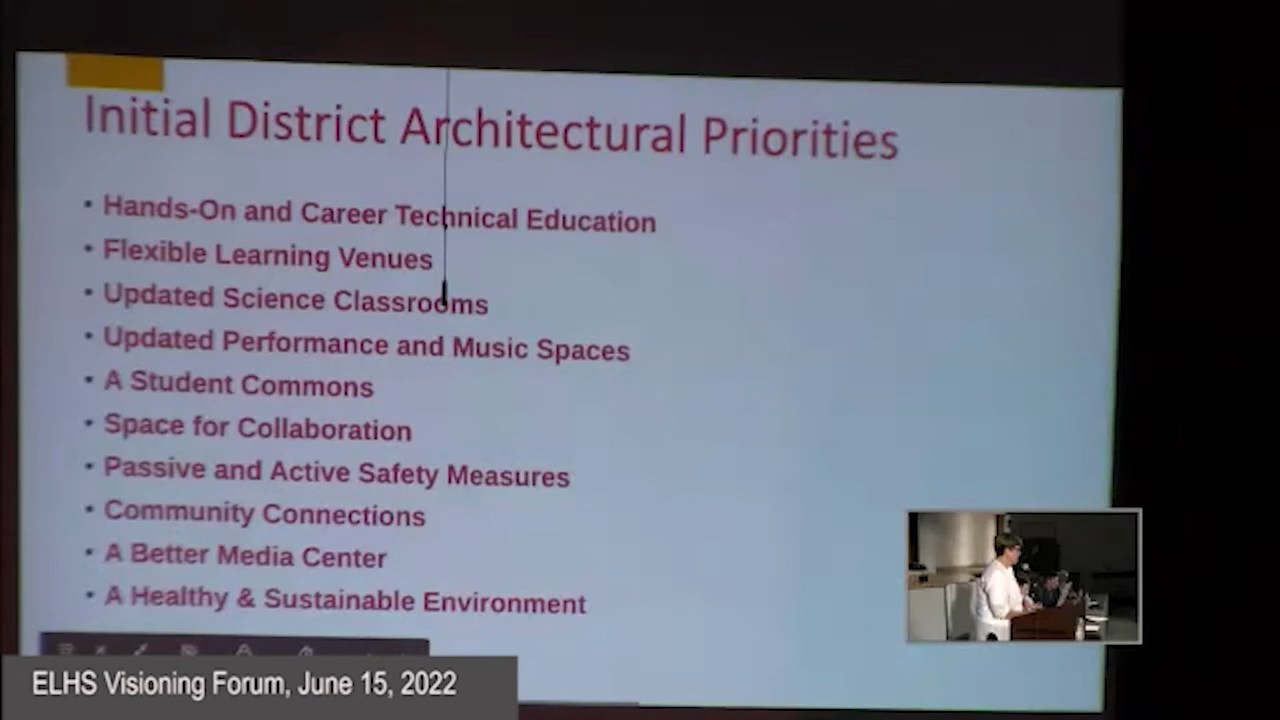 Initial District Architectural Priorities
• Hands-On and Career Technical Education
• Flexible Learning Venues
• Updated Science Classrooms
• Updated Performance and Music Spaces
• A Student Commons
• Space for Collaboration
• Passive and Active Safety Measures
• Community Connections
• A Better Media Center
• A Healthy & Sustainable Environment
ELHS Visioning Forum, June 15, 2022